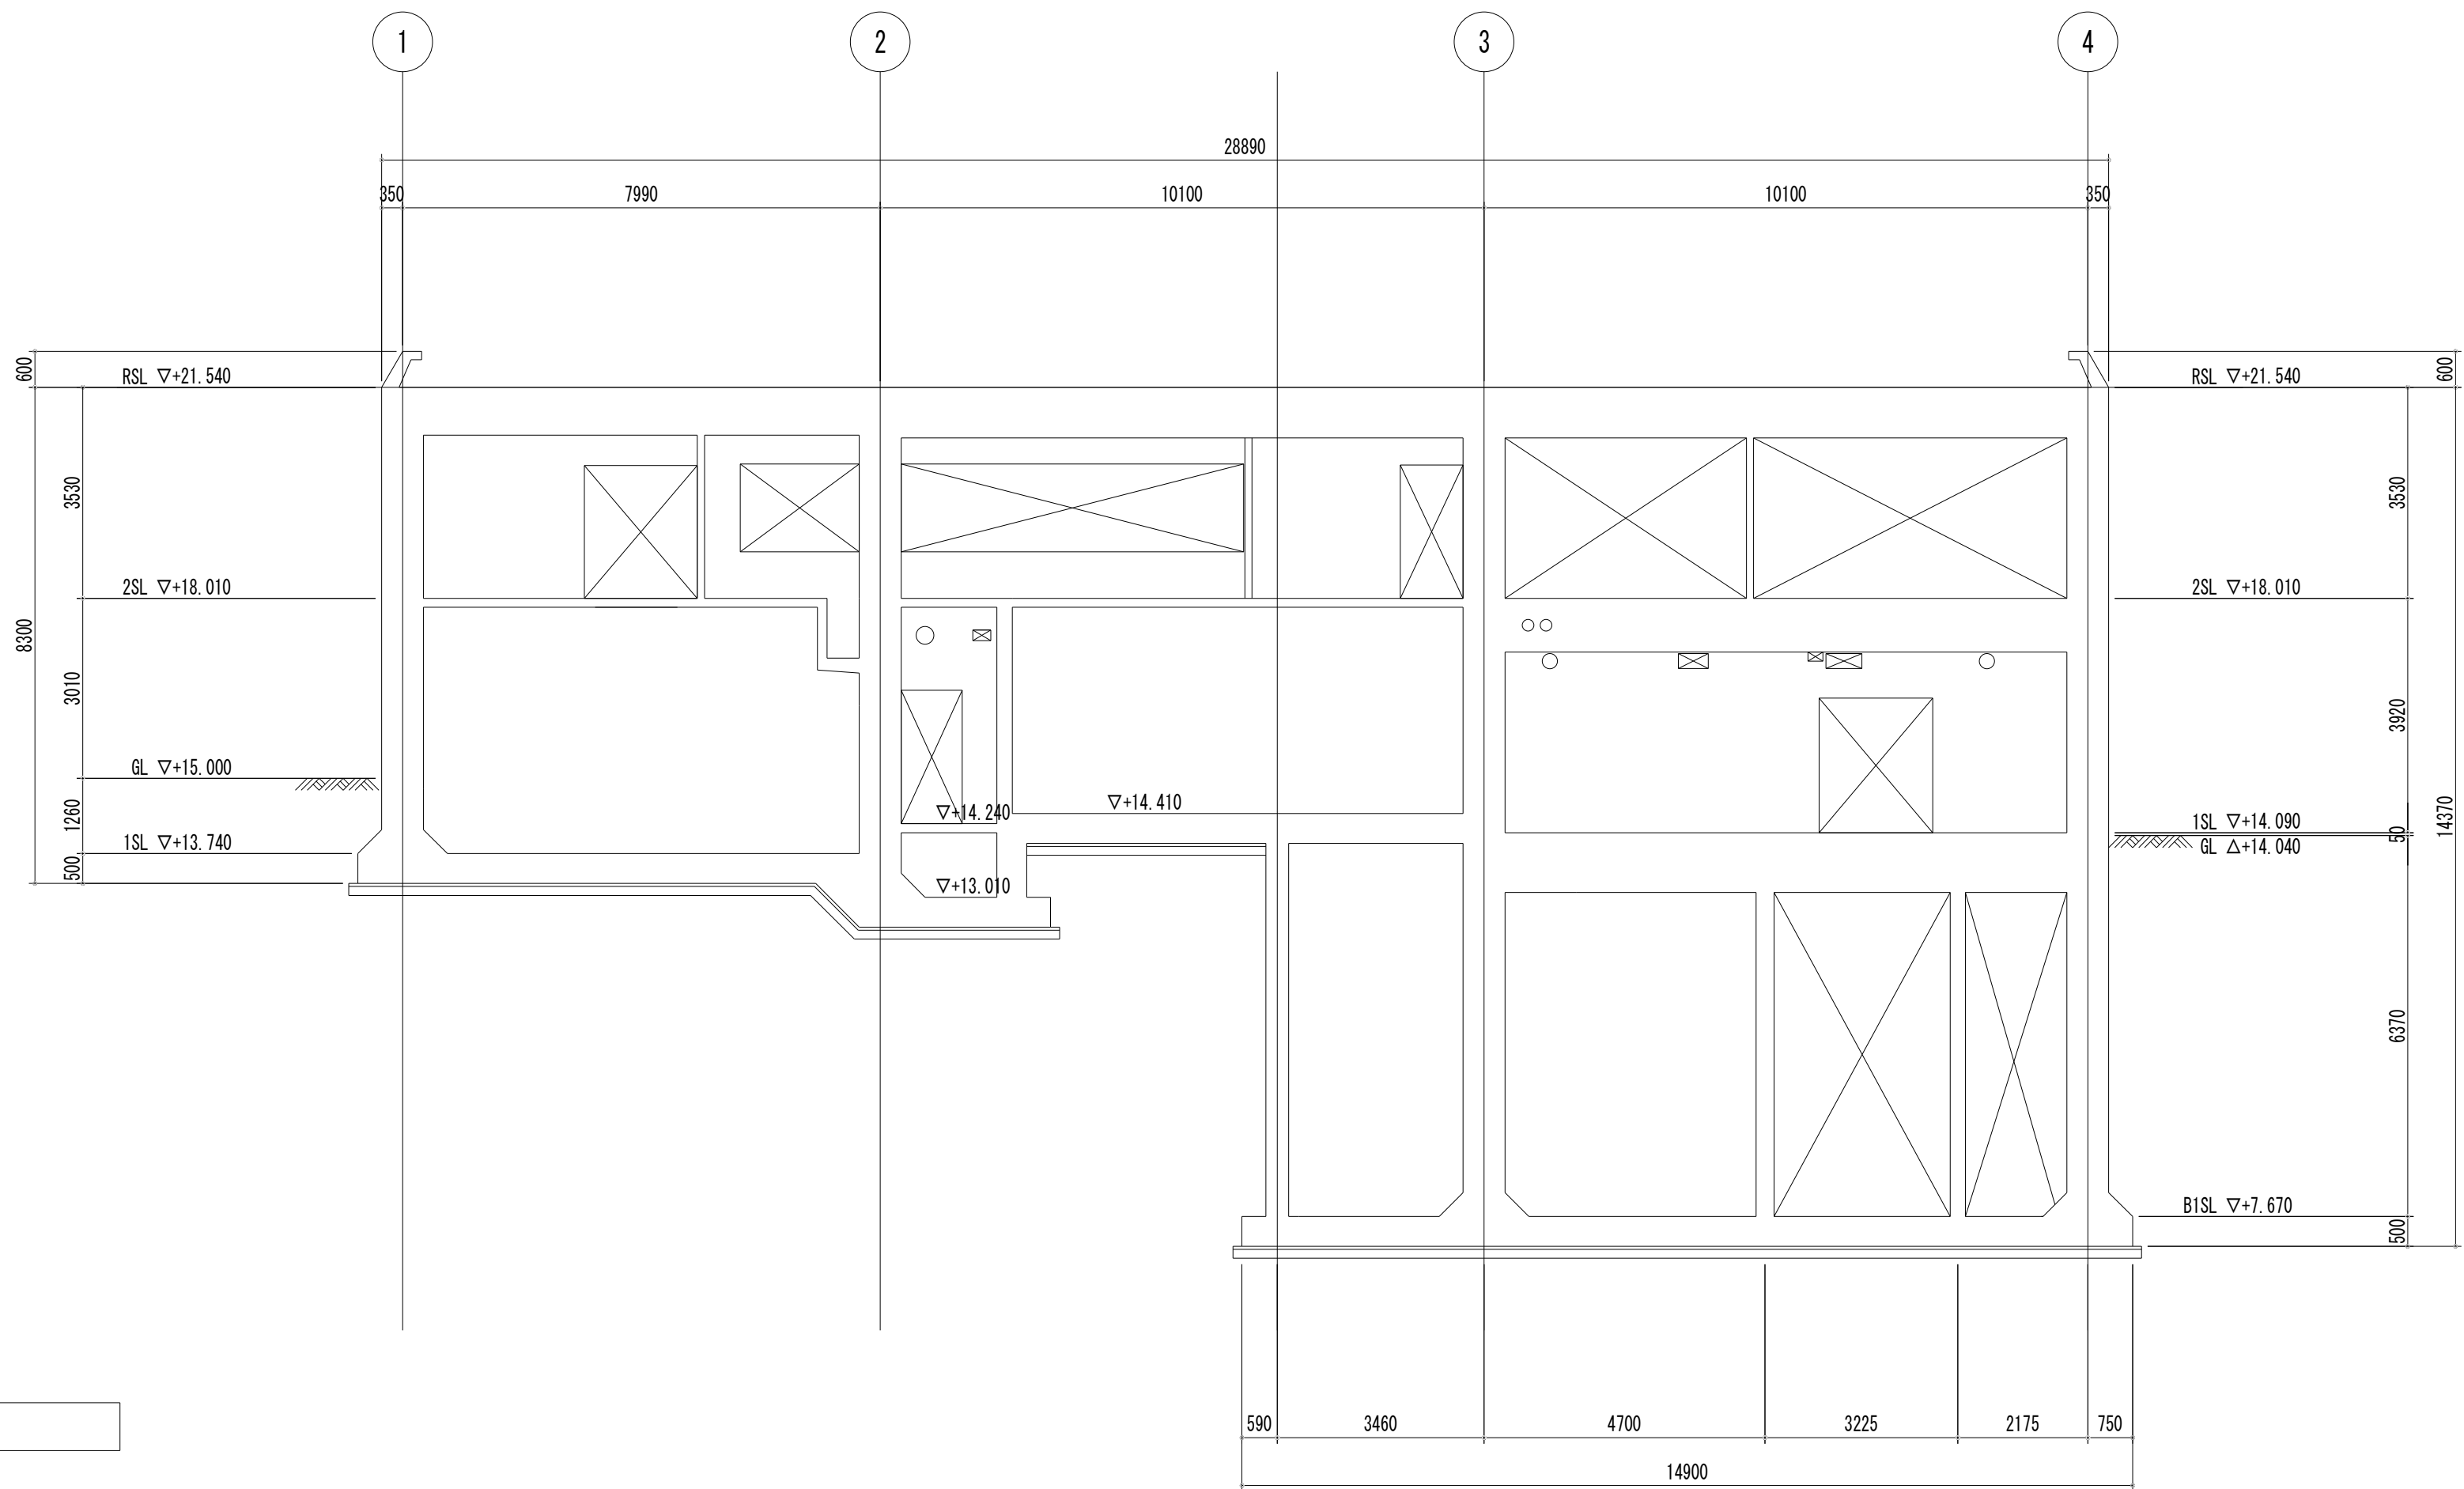 1 2 3 4
28890
350 7990 10100 10100 350
600 600
RSL ▽+21.540 RSL ▽+21.540
3530 3530
2SL ▽+18.010 2SL ▽+18.010
8300
3010 3920
GL ▽+15.000
▽+14.410
▽+14.240
1260 14370
1SL ▽+14.090
50
1SL ▽+13.740 GL △+14.040
500
▽+13.010
6370
B1SL ▽+7.670
500
590 3460 4700 3225 2175 750
14900